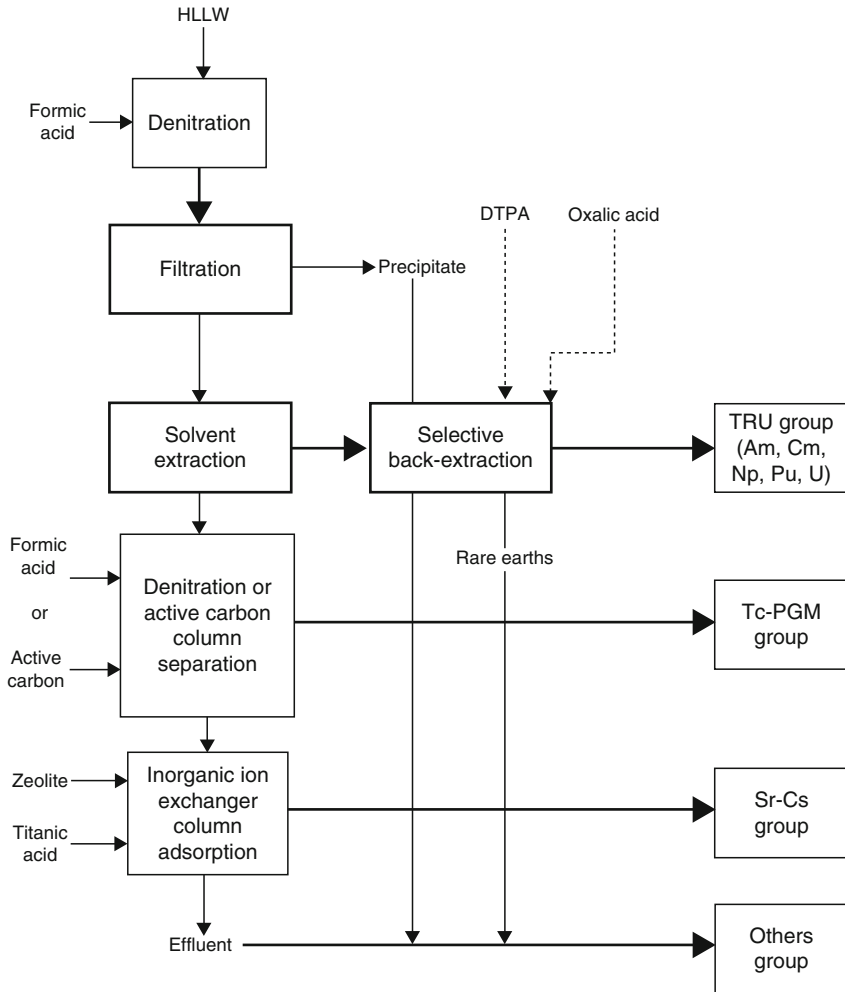 HLLW
Formic
acid
Denitration
DTPA
Oxalic acid
Filtration
Precipitate
Solvent
extraction
Selective
back-extraction
TRU group
(Am, Cm,
Np, Pu, U)
Formic
acid
or
Active
carbon
Denitration or
active carbon
column
separation
Rare earths
Tc-PGM
group
Zeolite
Titanic
acid
Inorganic ion
exchanger
column
adsorption
Sr-Cs
group
Effluent
Others
group